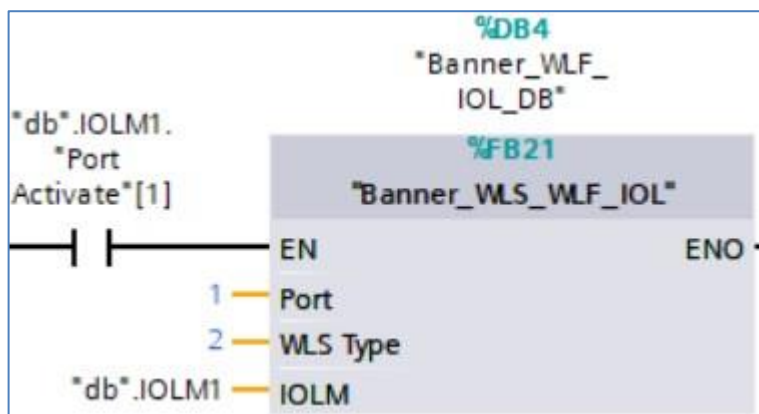 %DB4
"Banner_WLF_
IOL_DB"
"db".IOLM1.
"Port
Activate"[1]
%FB21
"Banner_WLS_WLF_IOL"
EN
ENO
1
Port
2
WLS Type
"db".IOLM1
IOLM